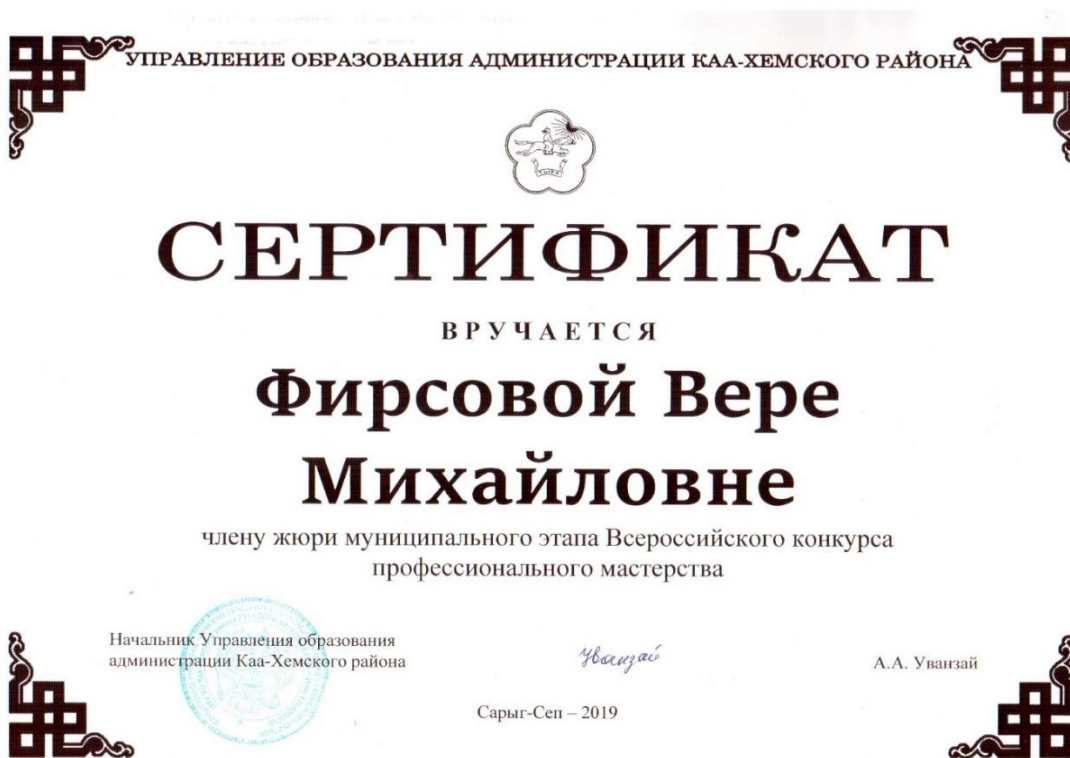 УПРАВЛЕНИЕ ОБРАЗОВАНИЯ АДМИНИСТРАЦИИ КАА-ХЕМСКОГО РАЙОНА
СЕРТИФИКАТ
ВРУЧАЕТСЯ
Фирсовой Вере
Михайловне
члену жюри муниципального этапа Всероссийского конкурса
профессионального мастерства
Начальник Управления образования
администрации Каа-Хемского района
Уванзай
А.А. Уванзай
Сарыг-Сеп – 2019